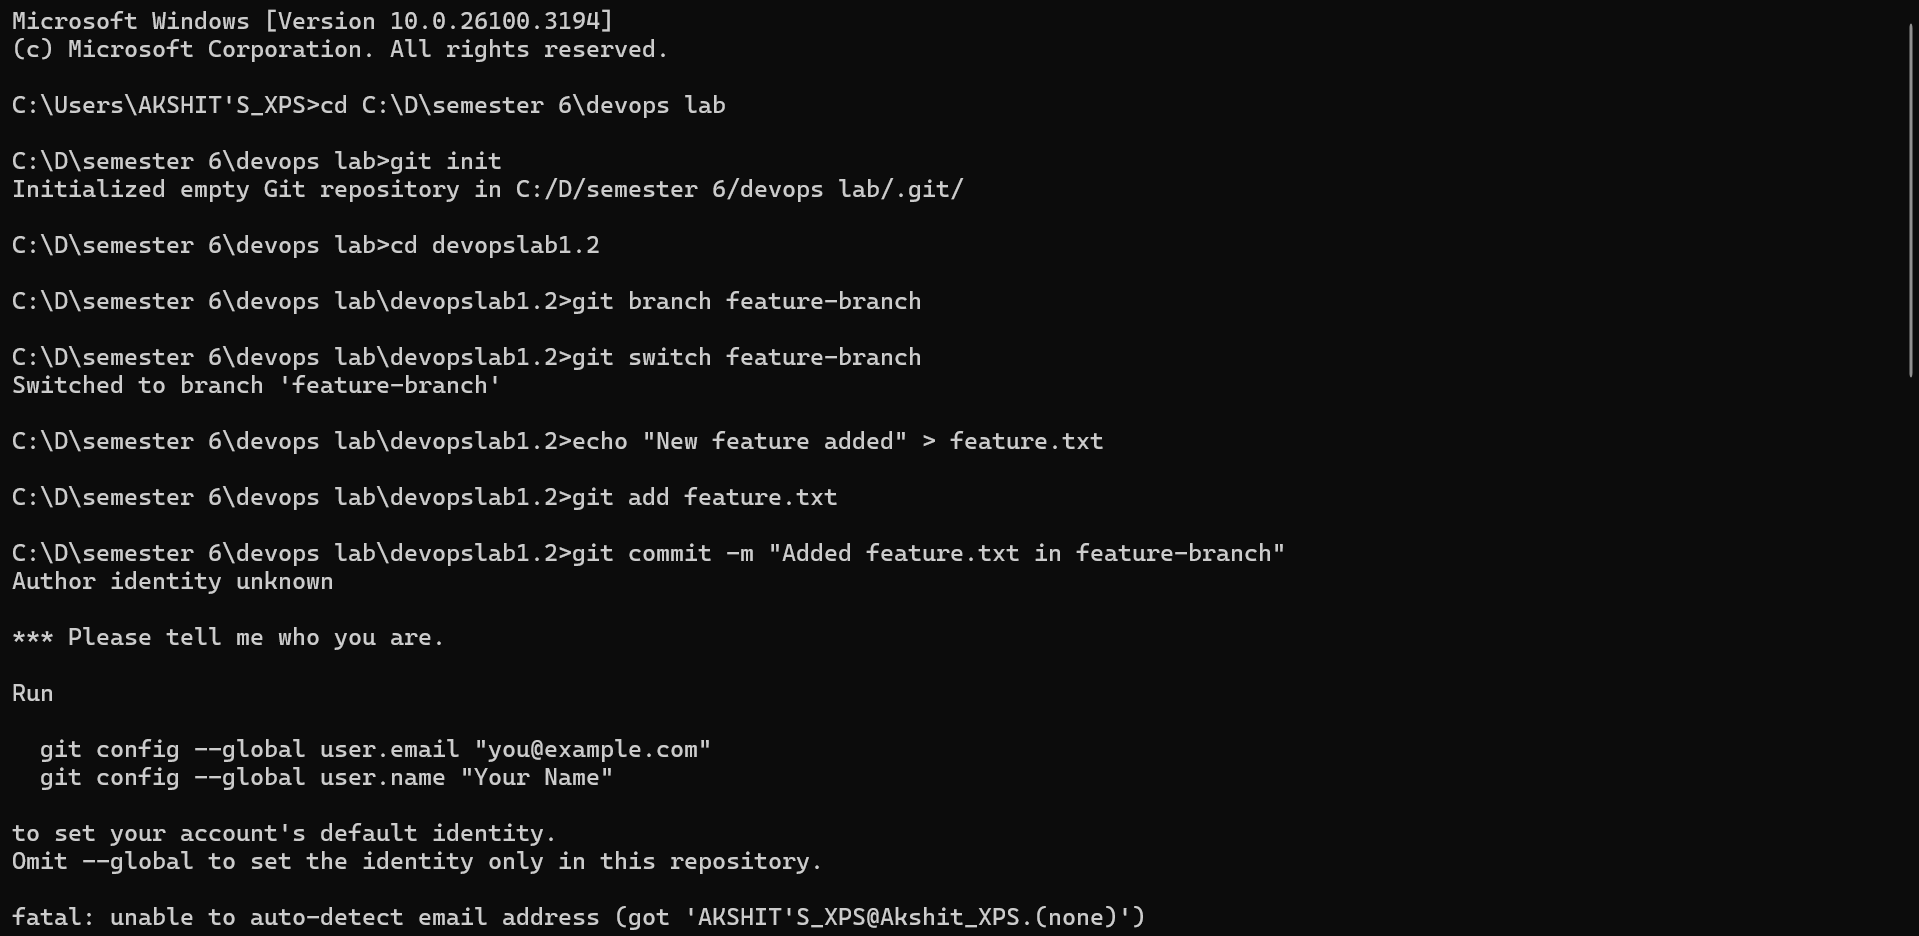 Microsoft Windows [Version 10.0.26100.3194]
(c) Microsoft Corporation. All rights reserved.
C:\Users\AKSHIT'S_XPS>cd C:\D\semester 6\devops lab
C:\D\semester 6\devops lab>git init
Initialized empty Git repository in C:/D/semester 6/devops lab/.git/
C:\D\semester 6\devops lab>cd devopslab1.2
C:\D\semester 6\devops lab\devopslab1.2>git branch feature-branch
C:\D\semester 6\devops lab\devopslab1.2>git switch feature-branch
Switched to branch 'feature-branch'
C:\D\semester 6\devops lab\devopslab1.2>echo "New feature added" > feature.txt
C:\D\semester 6\devops lab\devopslab1.2>git add feature.txt
C:\D\semester 6\devops lab\devopslab1.2>git commit -m "Added feature.txt in feature-branch"
Author identity unknown
*** Please tell me who you are.
Run
  git config --global user.email "you@example.com"
  git config --global user.name "Your Name"
to set your account's default identity.
Omit --global to set the identity only in this repository.
fatal: unable to auto-detect email address (got 'AKSHIT'S_XPS@Akshit_XPS.(none)')